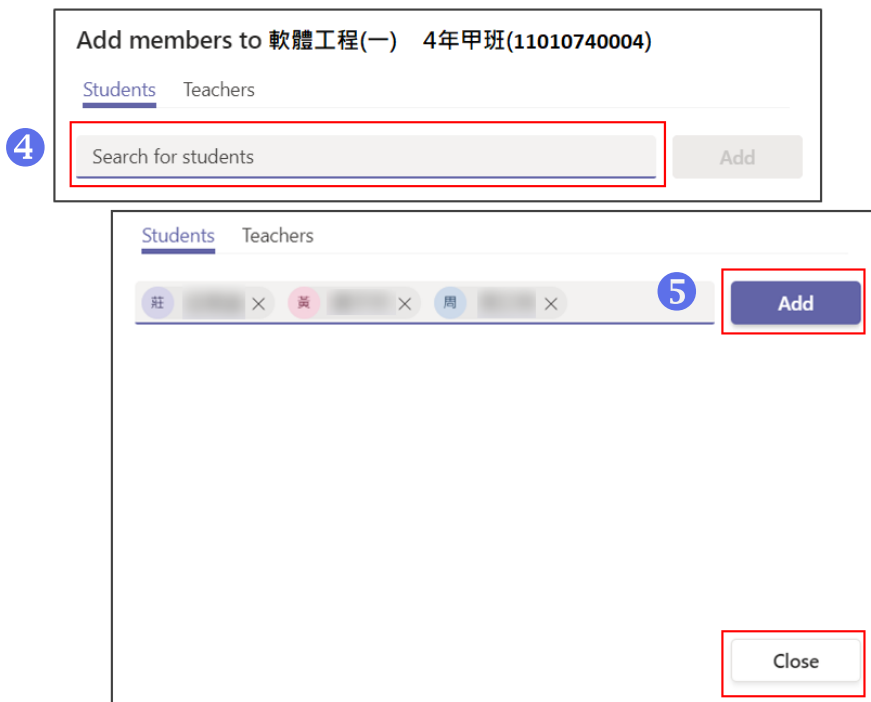 Add members to 軟體工程(一) 4年甲班(11010740004)
Students Teachers
4
Search for students Add
Students Teachers
莊 黃 周 5 Add
Close